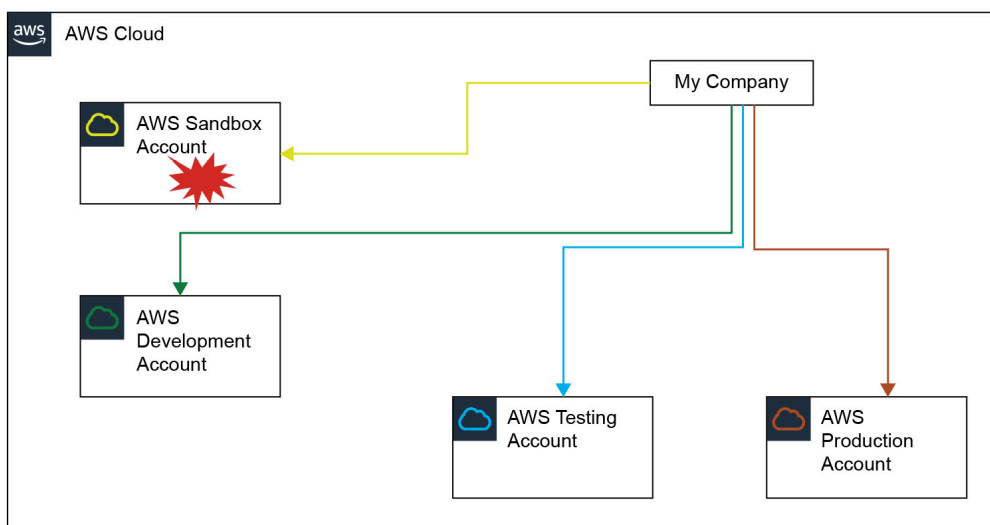 aws
AWS Cloud
My Company
AWS Sandbox
Account
AWS
Development
Account
AWS Testing
Account
AWS
Production
Account